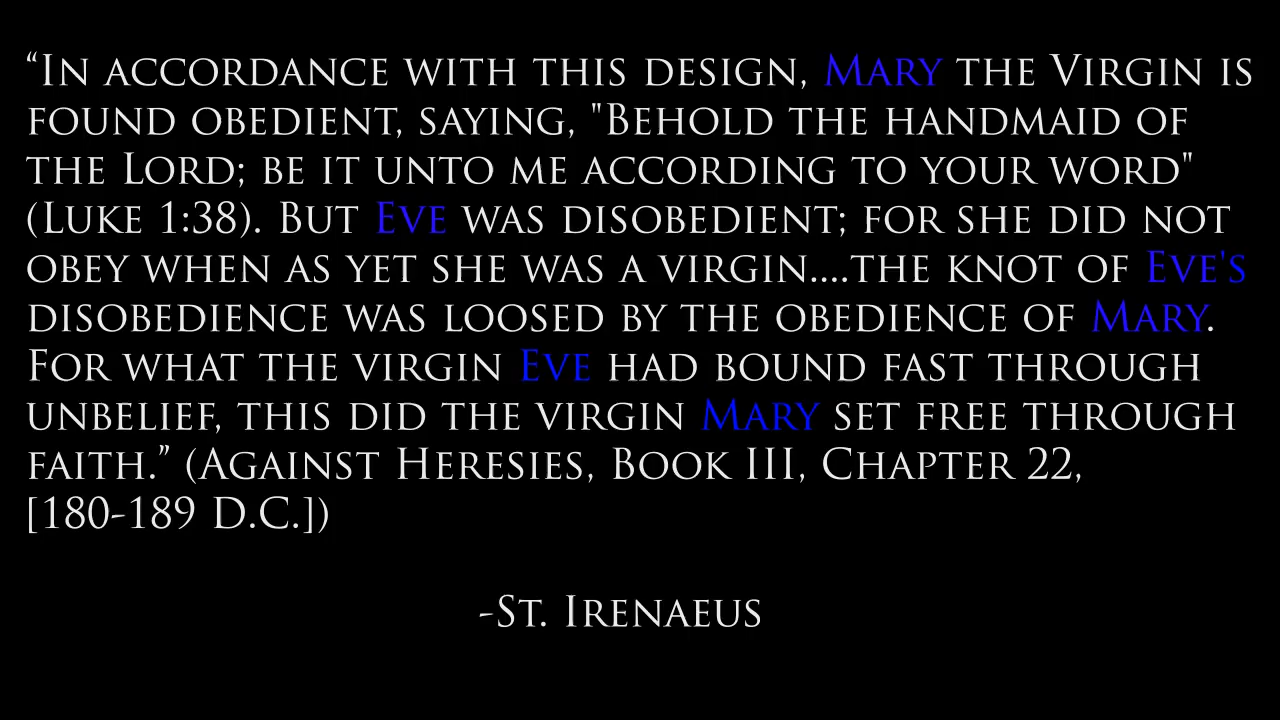 “In accordance with this design, Mary the Virgin is
found obedient, saying, "Behold the handmaid of
the Lord; be it unto me according to your word"
(Luke 1:38). But Eve was disobedient; for she did not
obey when as yet she was a virgin....the knot of Eve's
disobedience was loosed by the obedience of Mary.
For what the virgin Eve had bound fast through
unbelief, this did the virgin Mary set free through
faith.” (Against Heresies, Book III, Chapter 22,
[180-189 D.C.])
-St. Irenaeus